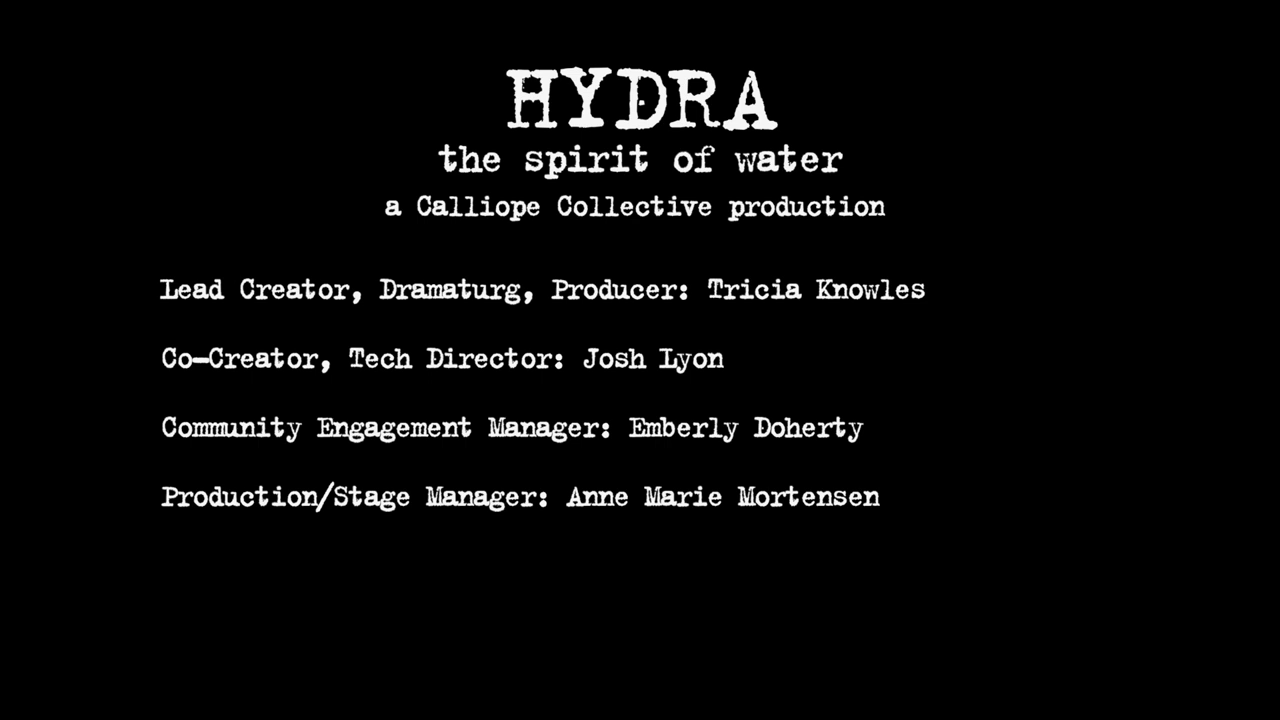 HYDRA
the spirit of water
a Calliope Collective production
Lead Creator, Dramaturg, Producer: Tricia Knowles
Co-Creator, Tech Director: Josh Lyon
Community Engagement Manager: Emberly Doherty
Production/Stage Manager: Anne Marie Mortensen